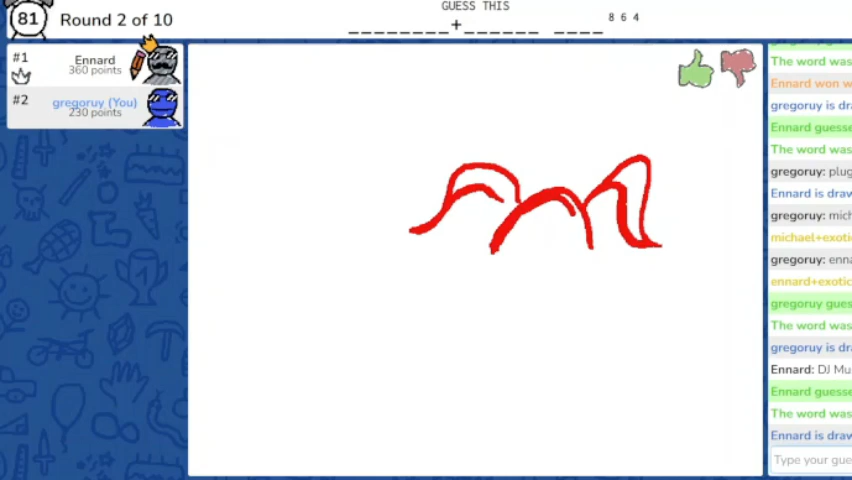 GUESS THIS
81
Round 2 of 10
________+______ ____ 8 6 4
#1
Ennard
360 points
#2
gregoruy (You)
230 points
The word was
Ennard won w
gregoruy is dra
Ennard guesse
The word was
gregoruy: plug
Ennard is draw
gregoruy: mich
michael+exotic
gregoruy: enna
ennard+exotic
gregoruy gues
The word was
gregoruy is dra
Ennard: DJ Mu
Ennard guesse
The word was
Ennard is draw
Type your gue